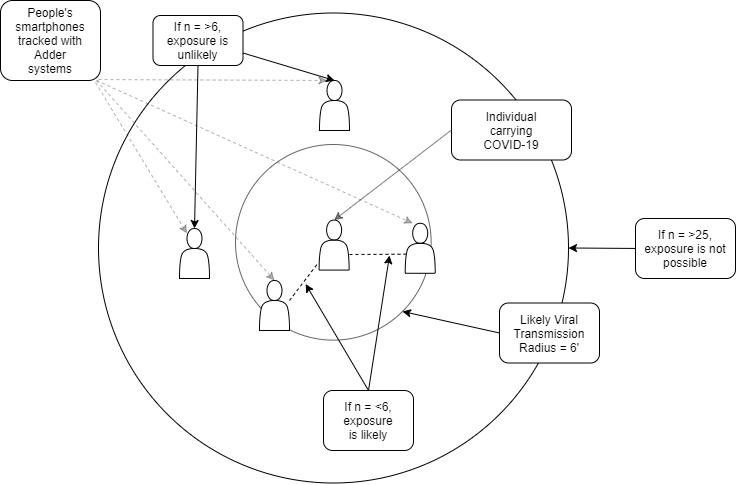 People's
smartphones
tracked with
Adder
systems
If n = >6,
exposure is
unlikely
Individual
carrying
COVID-19
If n = >25,
exposure is not
possible
Likely Viral
Transmission
Radius = 6'
If n = <6,
exposure
is likely